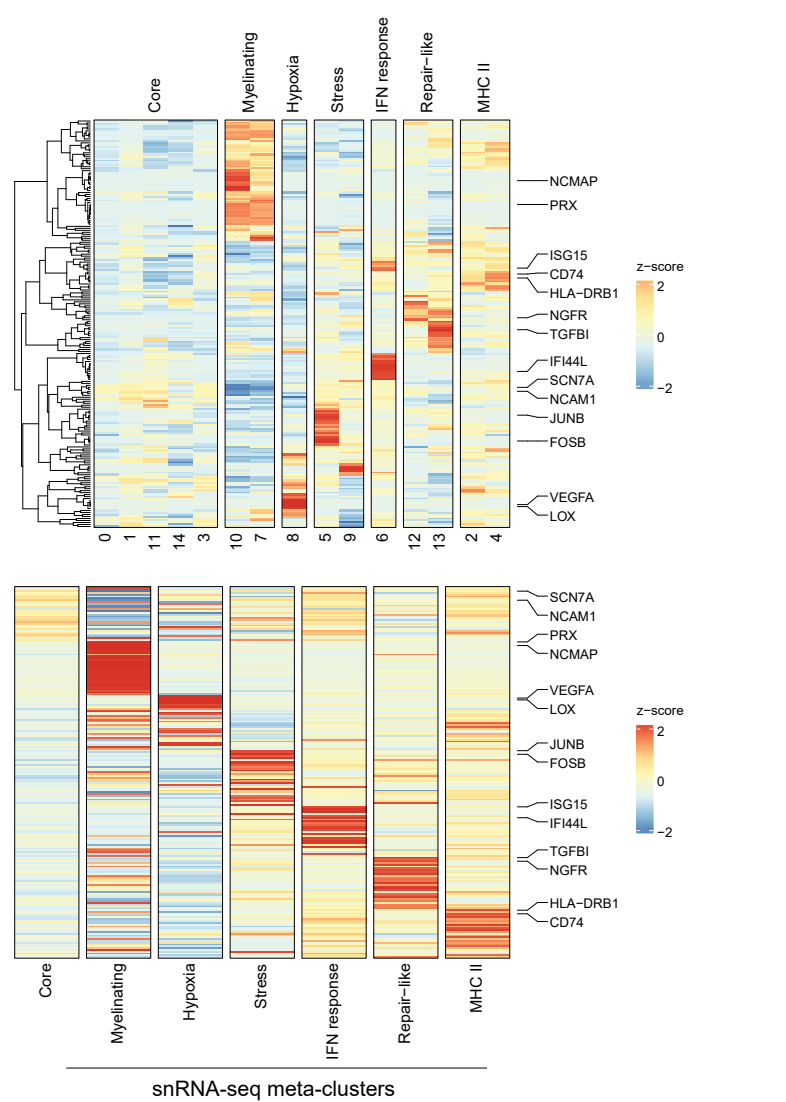 Core
Myelinating
Hypoxia
Stress
IFN response
Repair−like
MHC II
NCMAP
PRX
ISG15
CD74
HLA−DRB1
NGFR
TGFBI
IFI44L
SCN7A
NCAM1
JUNB
FOSB
VEGFA
LOX
z−score
2
0
−2
0 1 11 14 3 10 7 8 5 9 6 12 13 2 4
SCN7A
NCAM1
PRX
NCMAP
VEGFA
LOX
JUNB
FOSB
ISG15
IFI44L
TGFBI
NGFR
HLA−DRB1
CD74
z−score
2
0
−2
Core
Myelinating
Hypoxia
Stress
IFN response
Repair−like
MHC II
snRNA-seq meta-clusters